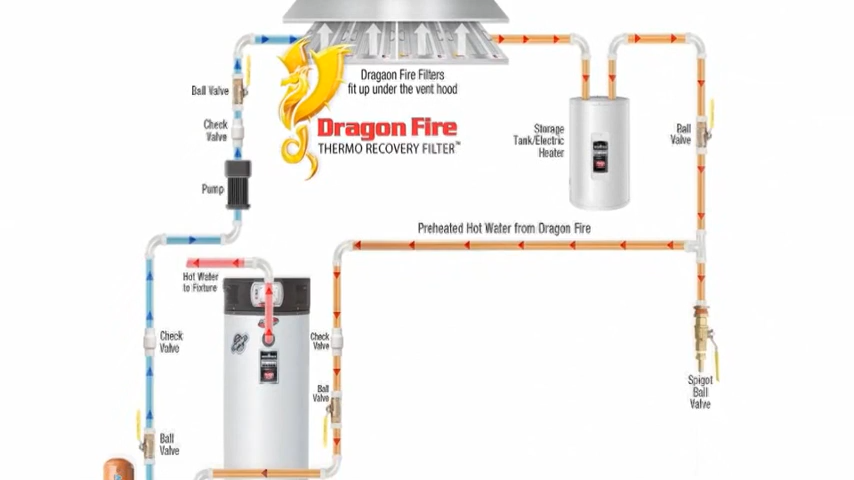 Dragaon Fire Filters
fit up under the vent hood
Ball Valve
Check
Valve
Dragon Fire
THERMO RECOVERY FILTER™
Storage
Tank/Electric
Heater
Ball
Valve
Pump
Preheated Hot Water from Dragon Fire
Hot Water
to Fixture
Check
Valve
Check
Valve
Ball
Valve
Spigot
Ball
Valve
Ball
Valve